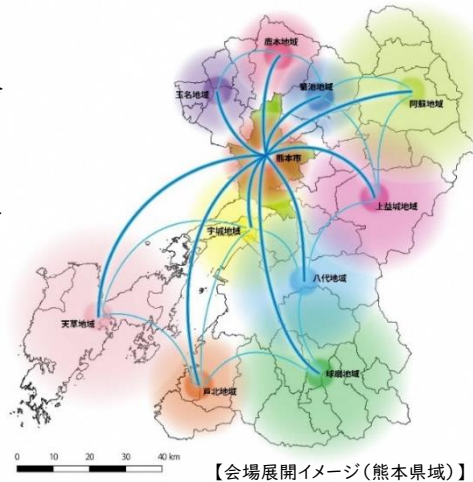 鹿本地域
玉名地域
菊池地域
阿蘇地域
熊本市
上益城地域
宇城地域
八代地域
天草地域
芦北地域
球磨地域
0 10 20 40 km
【会場展開イメージ(熊本県域)】